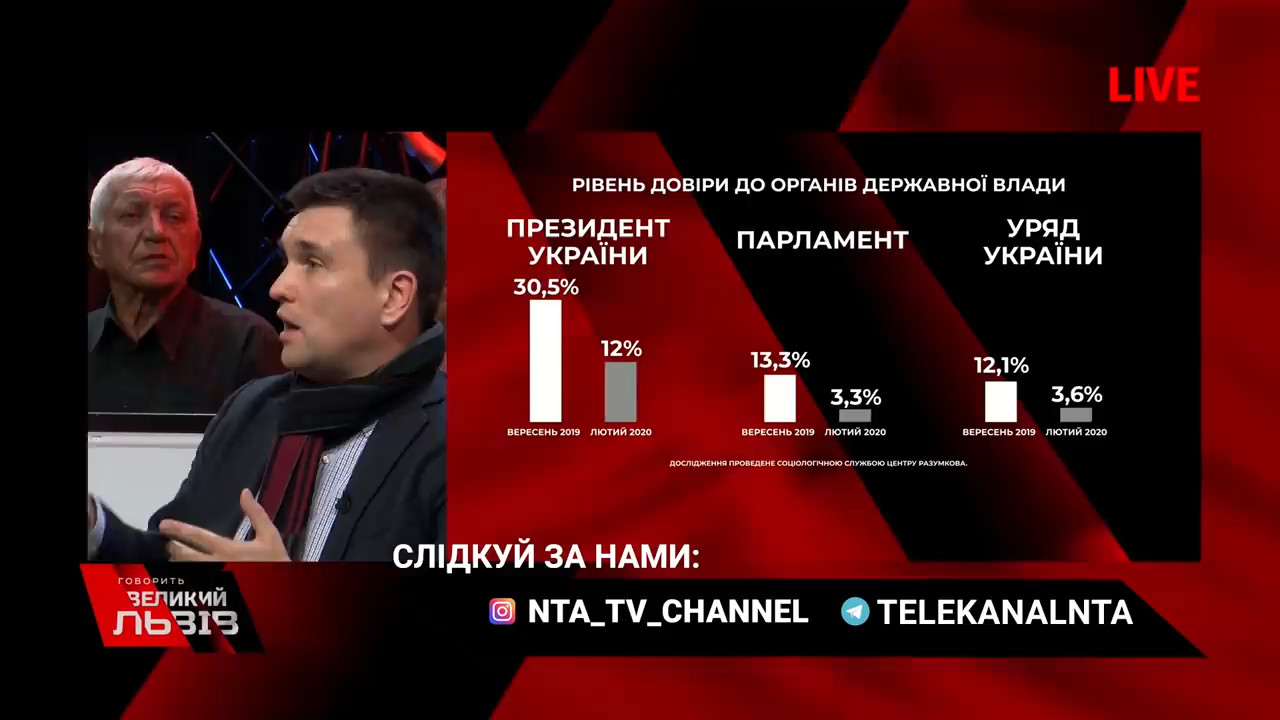 LIVE
РІВЕНЬ ДОВІРИ ДО ОРГАНІВ ДЕРЖАВНОЇ ВЛАДИ
ПРЕЗИДЕНТ
УКРАЇНИ
30,5%
12%
ВЕРЕСЕНЬ 2019
ЛЮТИЙ 2020
ПАРЛАМЕНТ
13,3%
3,3%
ВЕРЕСЕНЬ 2019
ЛЮТИЙ 2020
УРЯД
УКРАЇНИ
12,1%
3,6%
ВЕРЕСЕНЬ 2019
ЛЮТИЙ 2020
ДОСЛІДЖЕННЯ ПРОВЕДЕНЕ СОЦІОЛОГІЧНОЮ СЛУЖБОЮ ЦЕНТРУ РАЗУМКОВА.
СЛІДКУЙ ЗА НАМИ:
ГОВОРИТЬ
ВЕЛИКИЙ
ЛЬВІВ
NTA_TV_CHANNEL
TELEKANALNTA